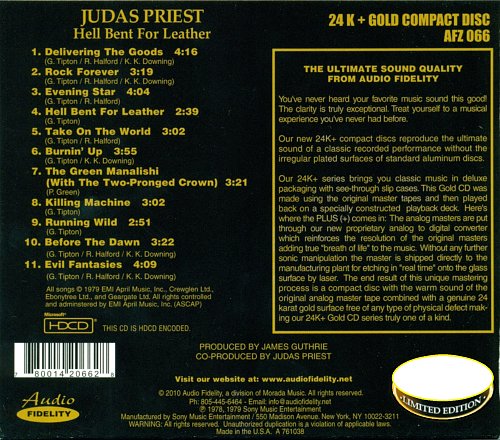 JUDAS PRIEST
Hell Bent For Leather
24 K + GOLD COMPACT DISC
AFZ 066
1. Delivering The Goods 4:16
(G. Tipton / R. Halford / K. K. Downing)
2. Rock Forever 3:19
(G. Tipton / R. Halford / K. K. Downing)
3. Evening Star 4:04
(G. Tipton / R. Halford)
4. Hell Bent For Leather 2:39
(G. Tipton)
5. Take On The World 3:02
(G. Tipton / R. Halford)
6. Burnin' Up 3:55
(G. Tipton / K. K. Downing)
7. The Green Manalishi
(With The Two-Pronged Crown) 3:21
(P. Green)
8. Killing Machine 3:02
(G. Tipton)
9. Running Wild 2:51
(G. Tipton)
10. Before The Dawn 3:22
(G. Tipton / R. Halford / K. K. Downing)
11. Evil Fantasies 4:09
(G. Tipton / R. Halford / K. K. Downing)
All songs © 1979 EMI April Music, Inc., Crewglen Ltd,
Ebonytree Ltd., and Geargate Ltd. All rights controlled
and adminstered by EMI April Music, Inc. (ASCAP)
Microsoft®
HDCD
THIS CD IS HDCD ENCODED.
THE ULTIMATE SOUND QUALITY
FROM AUDIO FIDELITY
You've never heard your favorite music sound this good!
The clarity is truly exceptional. Treat yourself to a musical
experience you've never had before.
Our new 24K+ compact discs reproduce the ultimate
sound of a classic recorded performance without the
irregular plated surfaces of standard aluminum discs.
Our 24K+ series brings you classic music in deluxe
packaging with see-through slip cases. This Gold CD was
made using the original master tapes and then played
back on a specially constructed playback deck. Here's
where the PLUS (+) comes in: The analog masters are put
through our new proprietary analog to digital converter
which reinforces the resolution of the original masters
adding true "breath of life" to the music. Without any further
sonic manipulation the master is shipped directly to the
manufacturing plant for etching in "real time" onto the glass
surface by laser. The end result of this unique mastering
process is a compact disc with the warm sound of the
original analog master tape combined with a genuine 24
karat gold surface free of any type of physical defect mak-
ing our 24K+ Gold CD series truly one of a kind.
PRODUCED BY JAMES GUTHRIE
CO-PRODUCED BY JUDAS PRIEST
7 80014 20662 8
Visit our website at: www.audiofidelity.net
© 2010 Audio Fidelity, a division of Morada Music. All rights reserved.
Ph. 805-445-6464 - Email: info@audiofidelity.net
Ⓟ 1978, 1979 Sony Music Entertainment
Manufactured by Sony Music Entertainment / 550 Madison Avenue, New York, NY 10022-3211
WARNING: All rights reserved. Unauthorized duplication is a violation of applicable laws.
Made in the U.S.A. A 761038
Audio
FIDELITY
LIMITED EDITION